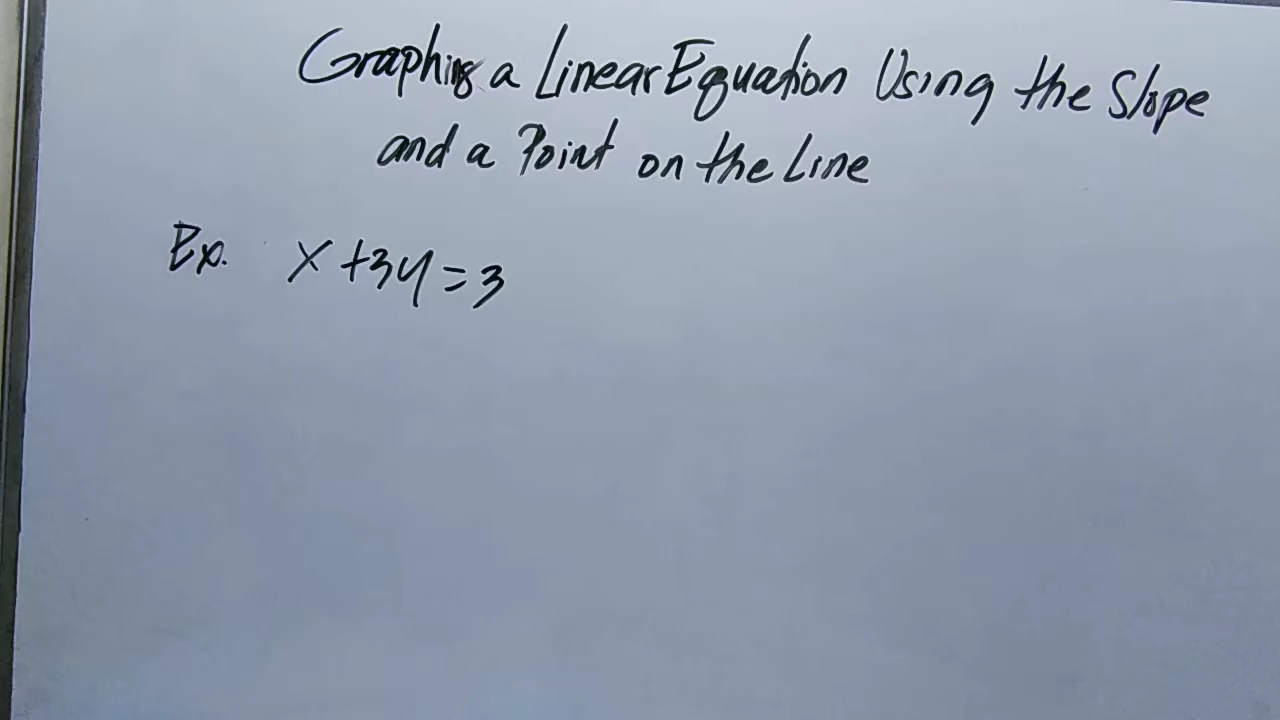 Graphing a Linear Equation Using the Slope
and a Point on the Line
Ex. x+3y=3